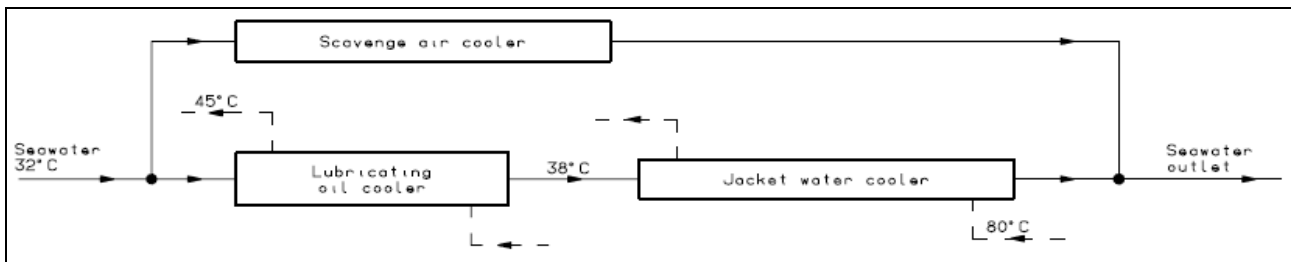 Scavenge air cooler
45°C
Seawater
32°C
Lubricating
oil cooler
38°C
Jacket water cooler
Seawater
outlet
80°C